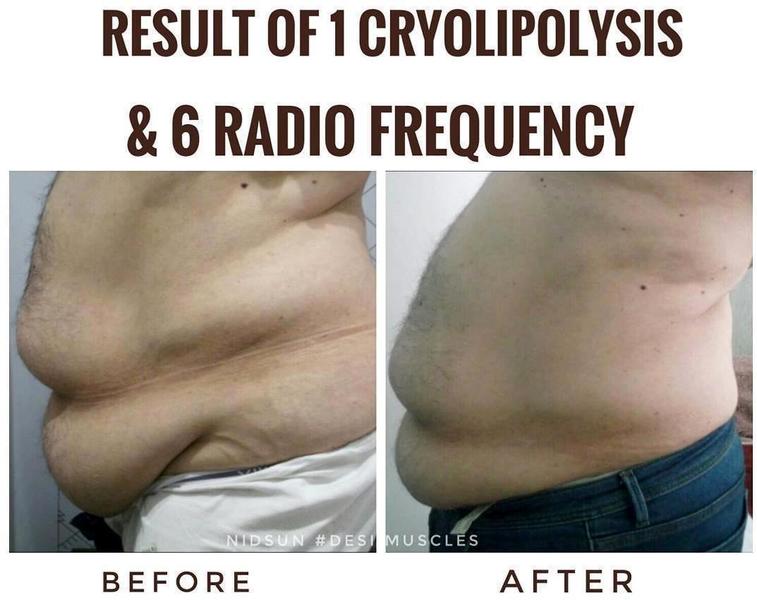 RESULT OF 1 CRYOLIPOLYSIS
& 6 RADIO FREQUENCY
NIDSUN #DESI MUSCLES
BEFORE
AFTER